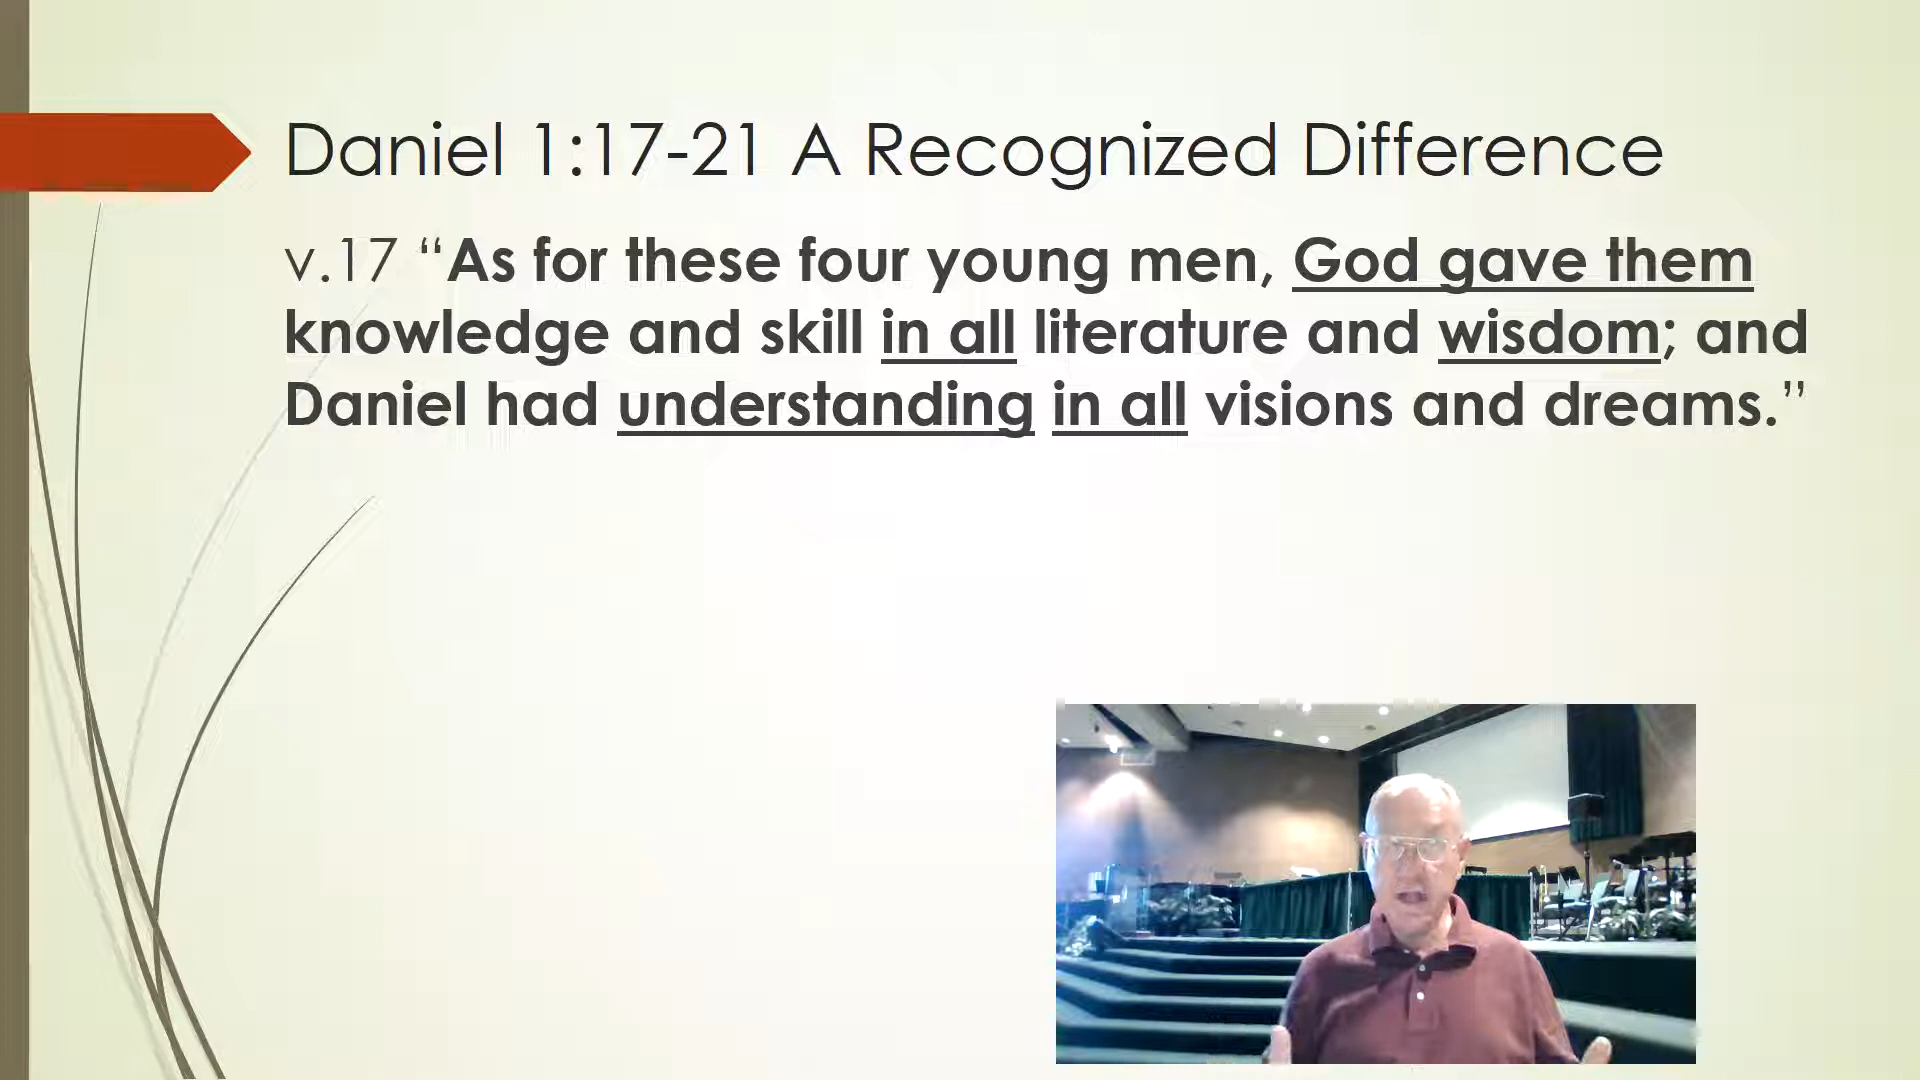 Daniel 1:17-21 A Recognized Difference
v.17 “As for these four young men, God gave them
knowledge and skill in all literature and wisdom; and
Daniel had understanding in all visions and dreams.”